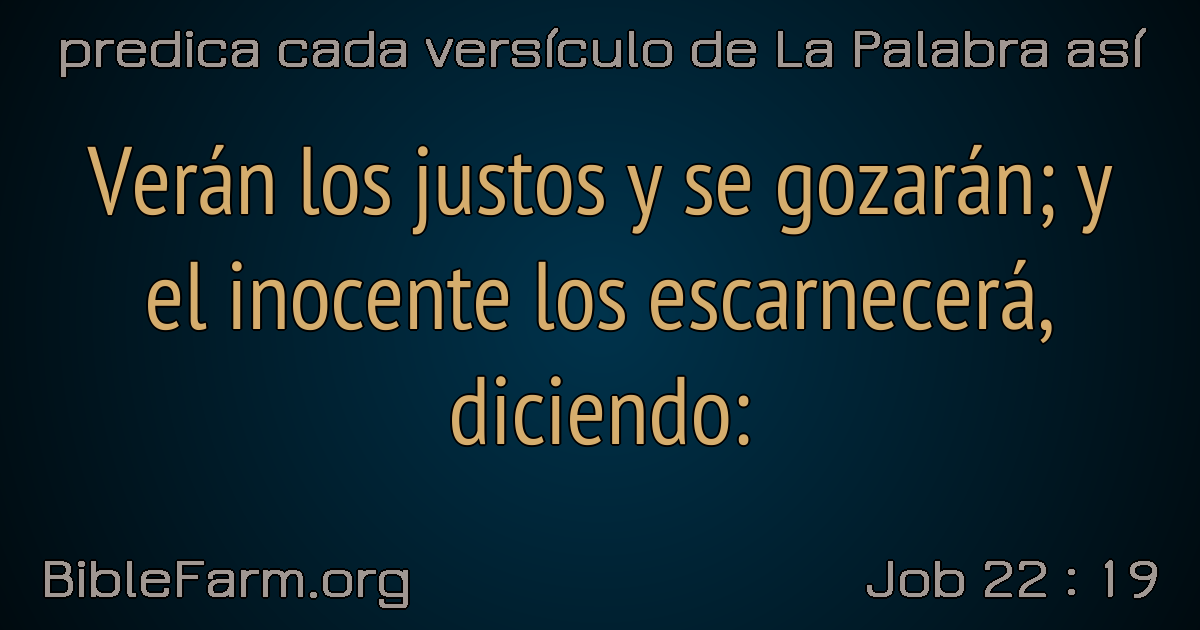 predica cada versículo de La Palabra así
Verán los justos y se gozarán; y
el inocente los escarnecerá,
diciendo:
BibleFarm.org
Job 22 : 19